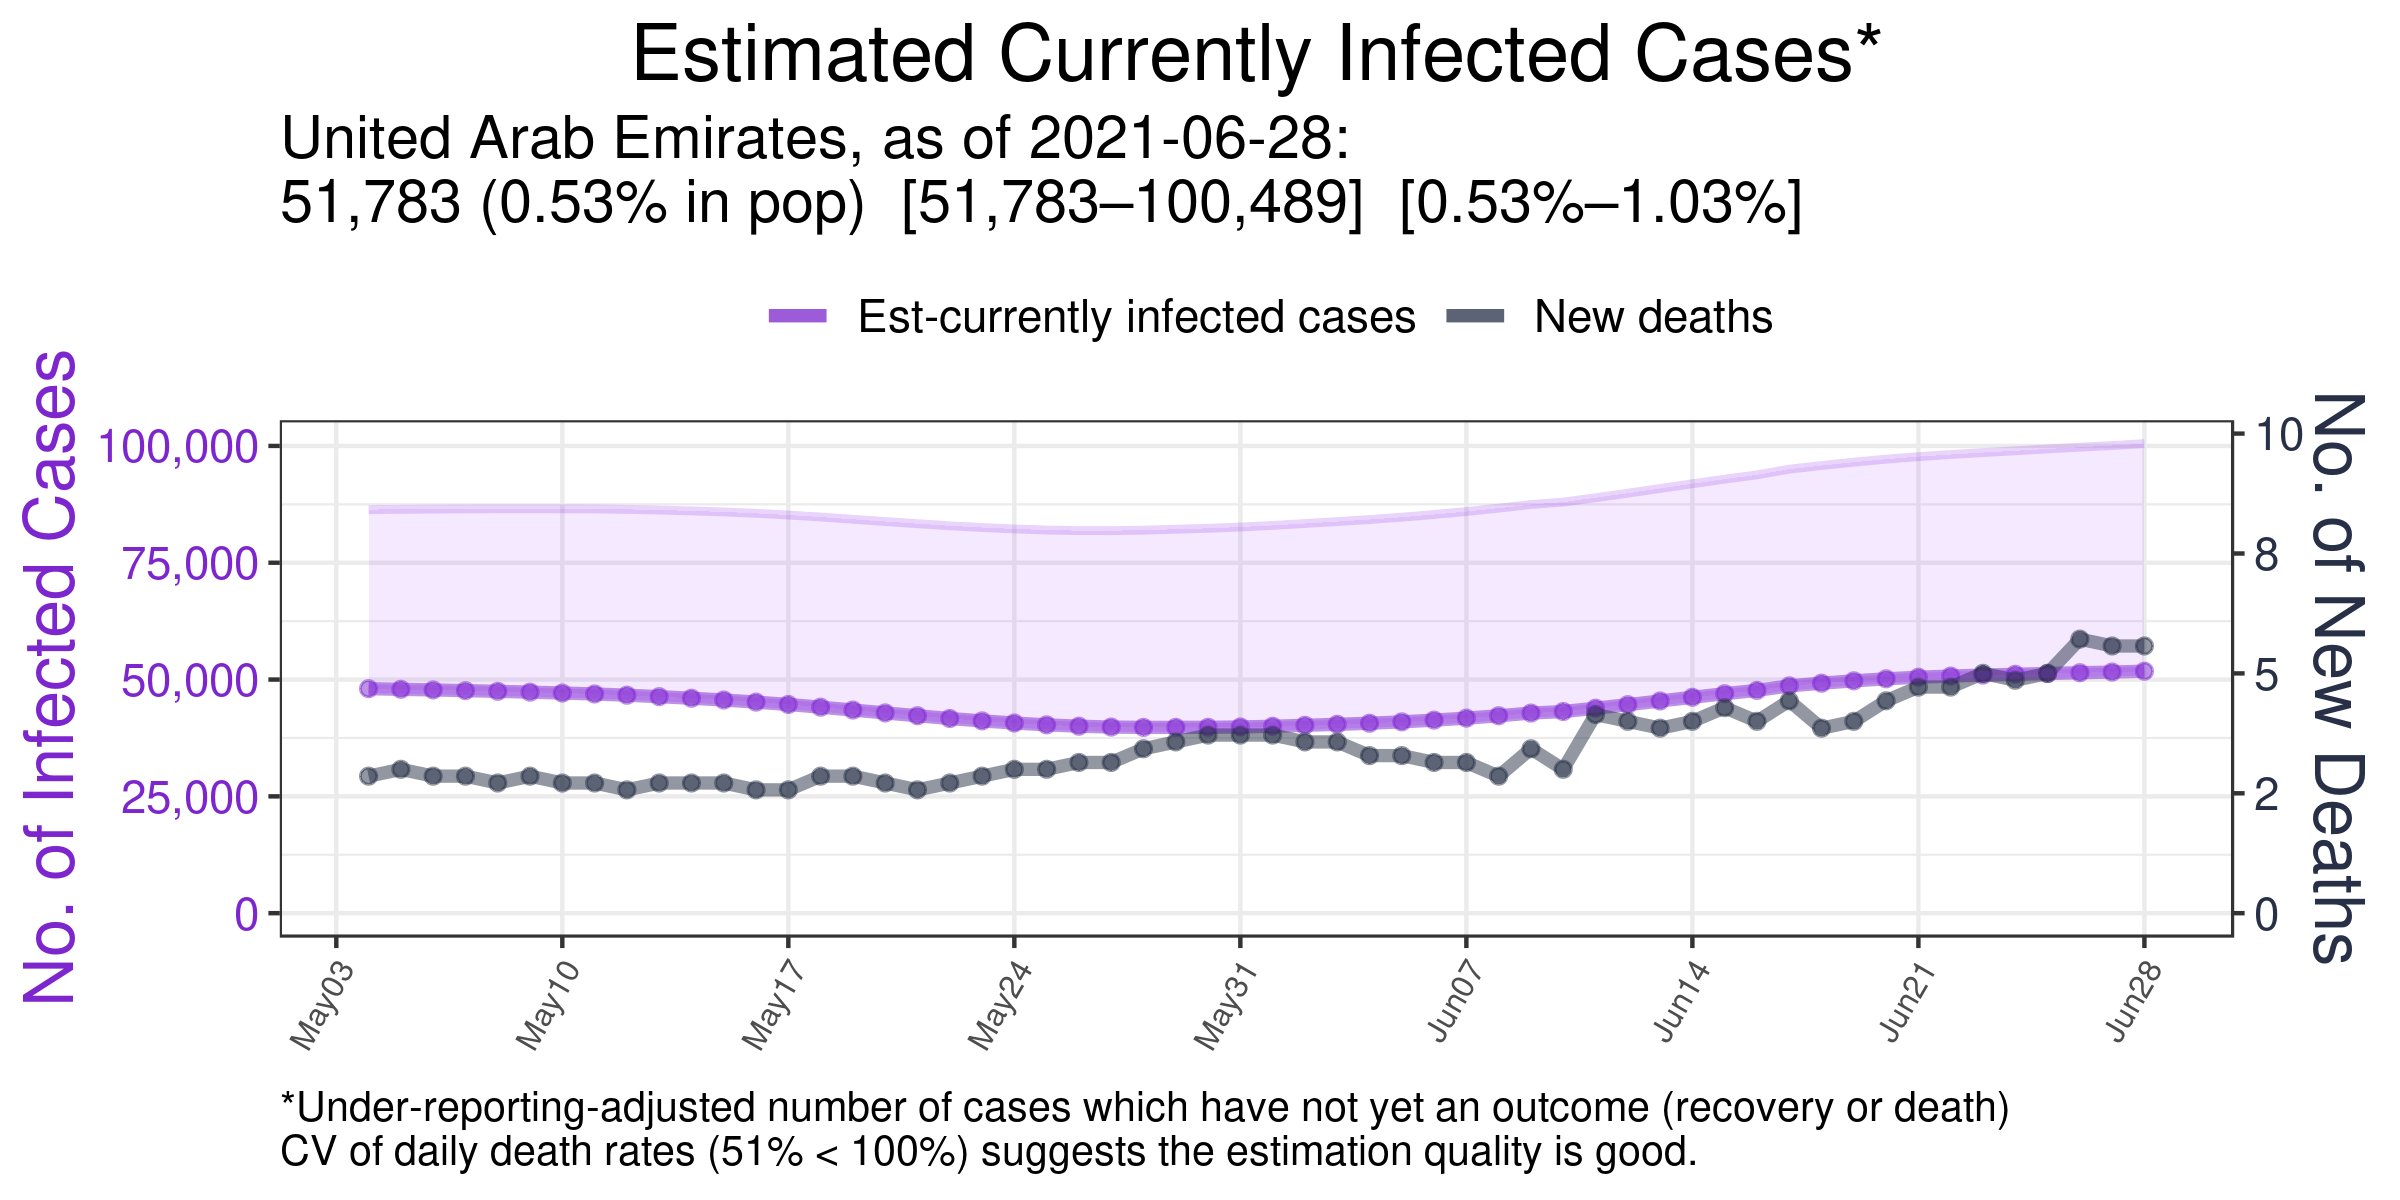 Estimated Currently Infected Cases*
United Arab Emirates, as of 2021-06-28:
51,783 (0.53% in pop)  [51,783–100,489]  [0.53%–1.03%]
Est-currently infected cases
New deaths
No. of Infected Cases
100,000
75,000
50,000
25,000
0
No. of New Deaths
10
8
5
2
0
May03
May10
May17
May24
May31
Jun07
Jun14
Jun21
Jun28
*Under-reporting-adjusted number of cases which have not yet an outcome (recovery or death)
CV of daily death rates (51% < 100%) suggests the estimation quality is good.